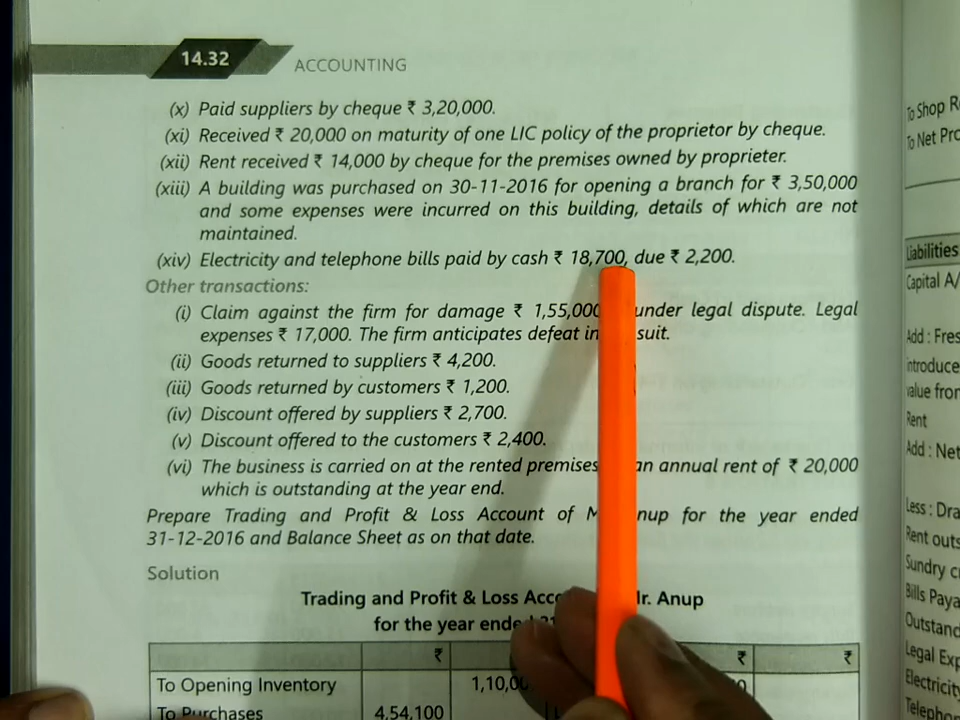 14.32 ACCOUNTING
(x) Paid suppliers by cheque ₹ 3,20,000.
(xi) Received ₹ 20,000 on maturity of one LIC policy of the proprietor by cheque.
(xii) Rent received ₹ 14,000 by cheque for the premises owned by proprieter.
(xiii) A building was purchased on 30-11-2016 for opening a branch for ₹ 3,50,000
and some expenses were incurred on this building, details of which are not
maintained.
(xiv) Electricity and telephone bills paid by cash ₹ 18,700, due ₹ 2,200.
Other transactions:
(i) Claim against the firm for damage ₹ 1,55,000 under legal dispute. Legal
expenses ₹ 17,000. The firm anticipates defeat in suit.
(ii) Goods returned to suppliers ₹ 4,200.
(iii) Goods returned by customers ₹ 1,200.
(iv) Discount offered by suppliers ₹ 2,700.
(v) Discount offered to the customers ₹ 2,400.
(vi) The business is carried on at the rented premises an annual rent of ₹ 20,000
which is outstanding at the year end.
Prepare Trading and Profit & Loss Account of nup for the year ended
31-12-2016 and Balance Sheet as on that date.
Solution
Trading and Profit & Loss Acco r. Anup
for the year ended
₹ ₹ ₹
To Opening Inventory 1,10,0
To Purchases 4,54,100
To Shop R
To Net Pro
Liabilities
Capital A/
Add : Fres
introduce
value from
Rent
Add : Net
Less : Dra
Rent outs
Sundry c
Bills Paya
Outstand
Legal Exp
Electricity
Telephon